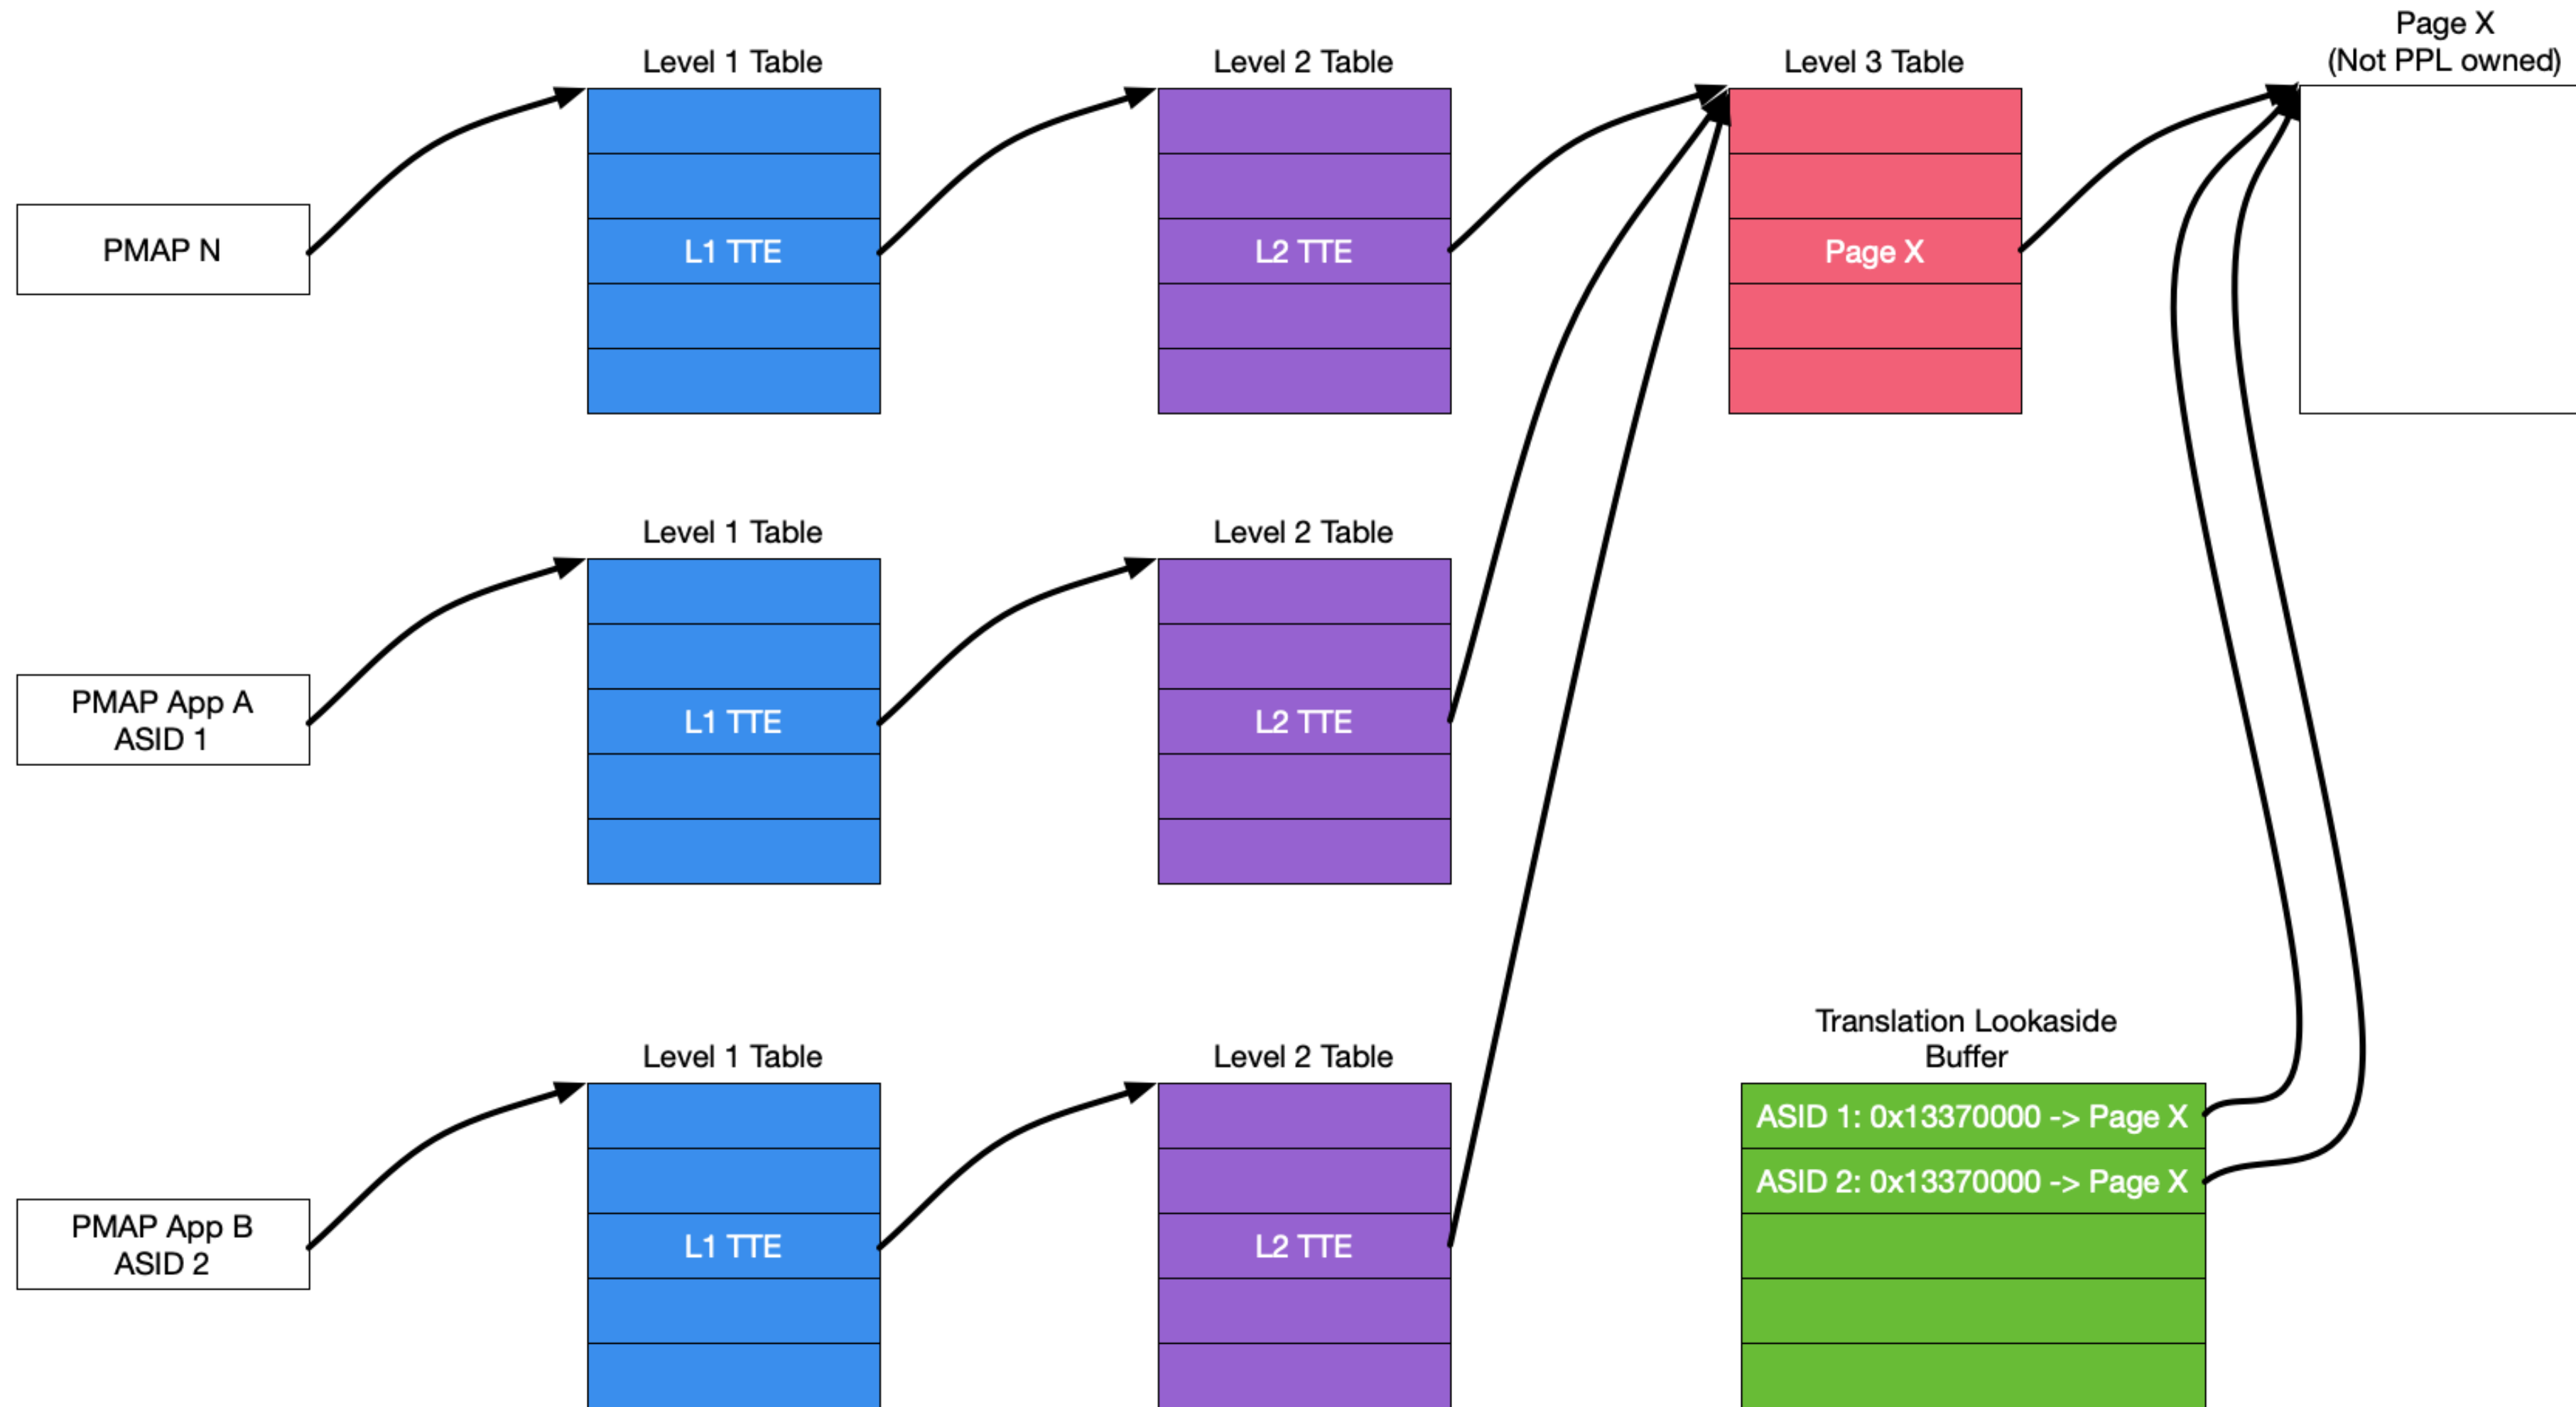 Page X
(Not PPL owned)
Level 1 Table
Level 2 Table
Level 3 Table
PMAP N
L1 TTE
L2 TTE
Page X
Level 1 Table
Level 2 Table
PMAP App A
ASID 1
L1 TTE
L2 TTE
Translation Lookaside
Buffer
Level 1 Table
Level 2 Table
ASID 1: 0x13370000 -> Page X
ASID 2: 0x13370000 -> Page X
PMAP App B
ASID 2
L1 TTE
L2 TTE